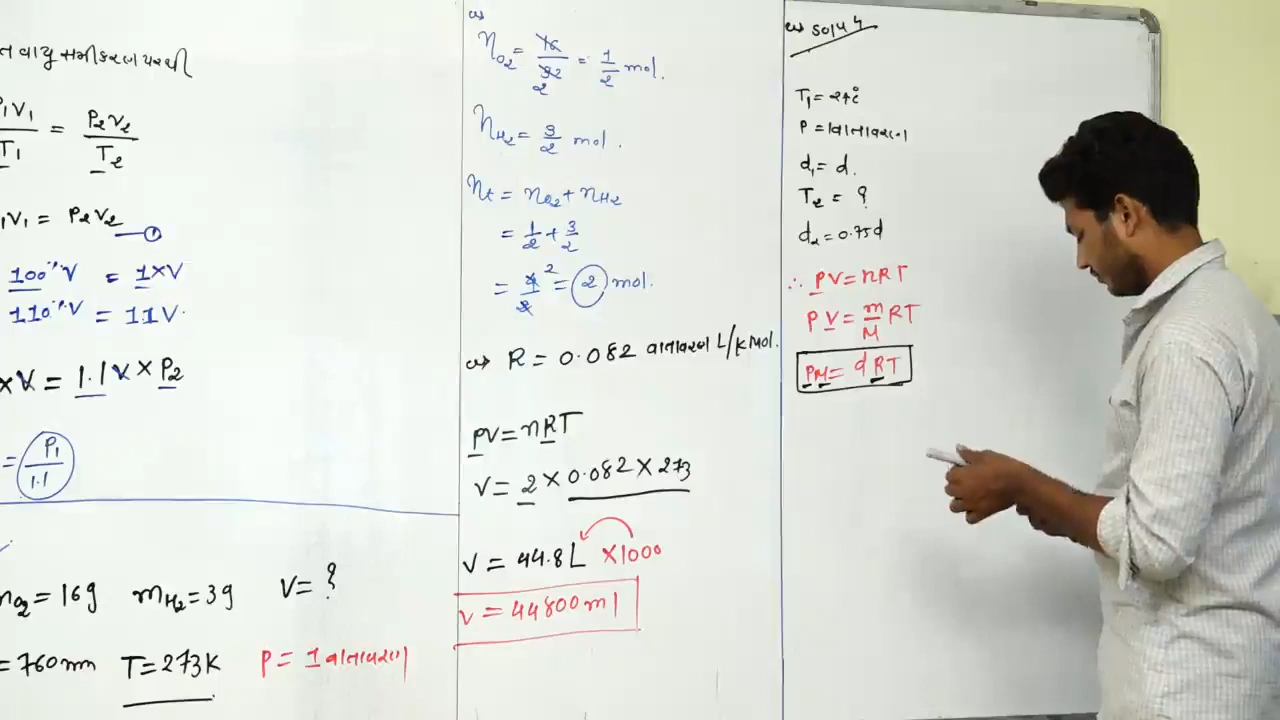 ત વાયુ સમીકરણ પરથી
P₁V₁/T₁ = P₂V₂/T₂
₁V₁ = P₂V₂ —①
100% V = 1×V
110% V = 1.1V.
×V = 1.1V × P₂
= P₁/1.1
m_O₂ = 16g m_H₂ = 3g V = ?
= 760mm T = 273K P = 1 વાતાવરણ
n_O₂ = 16/32 = 1/2 mol.
n_H₂ = 3/2 mol.
n_t = n_O₂ + n_H₂
= 1/2 + 3/2
= 4/2 = 2 mol.
R = 0.082 વાતાવરણ L/K mol.
PV = nRT
V = 2 × 0.082 × 273
V = 44.8L ×1000
V = 44800 ml
T₁ = 27°C
P = 1 વાતાવરણ
d₁ = d.
T₂ = ?
d₂ = 0.75d
∴ PV = nRT
PV = m/M RT
PM = dRT